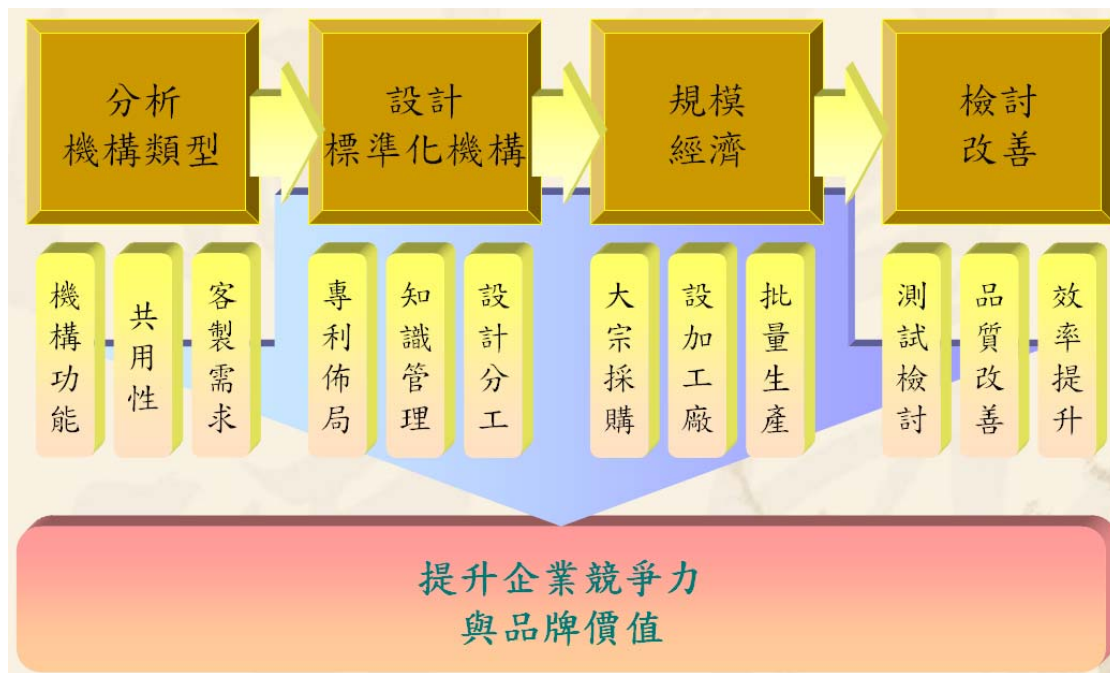 分析
機構類型
設計
標準化機構
規模
經濟
檢討
改善
機構功能
共用性
客製需求
專利佈局
知識管理
設計分工
大宗採購
設加工廠
批量生產
測試檢討
品質改善
效率提升
提升企業競爭力
與品牌價值